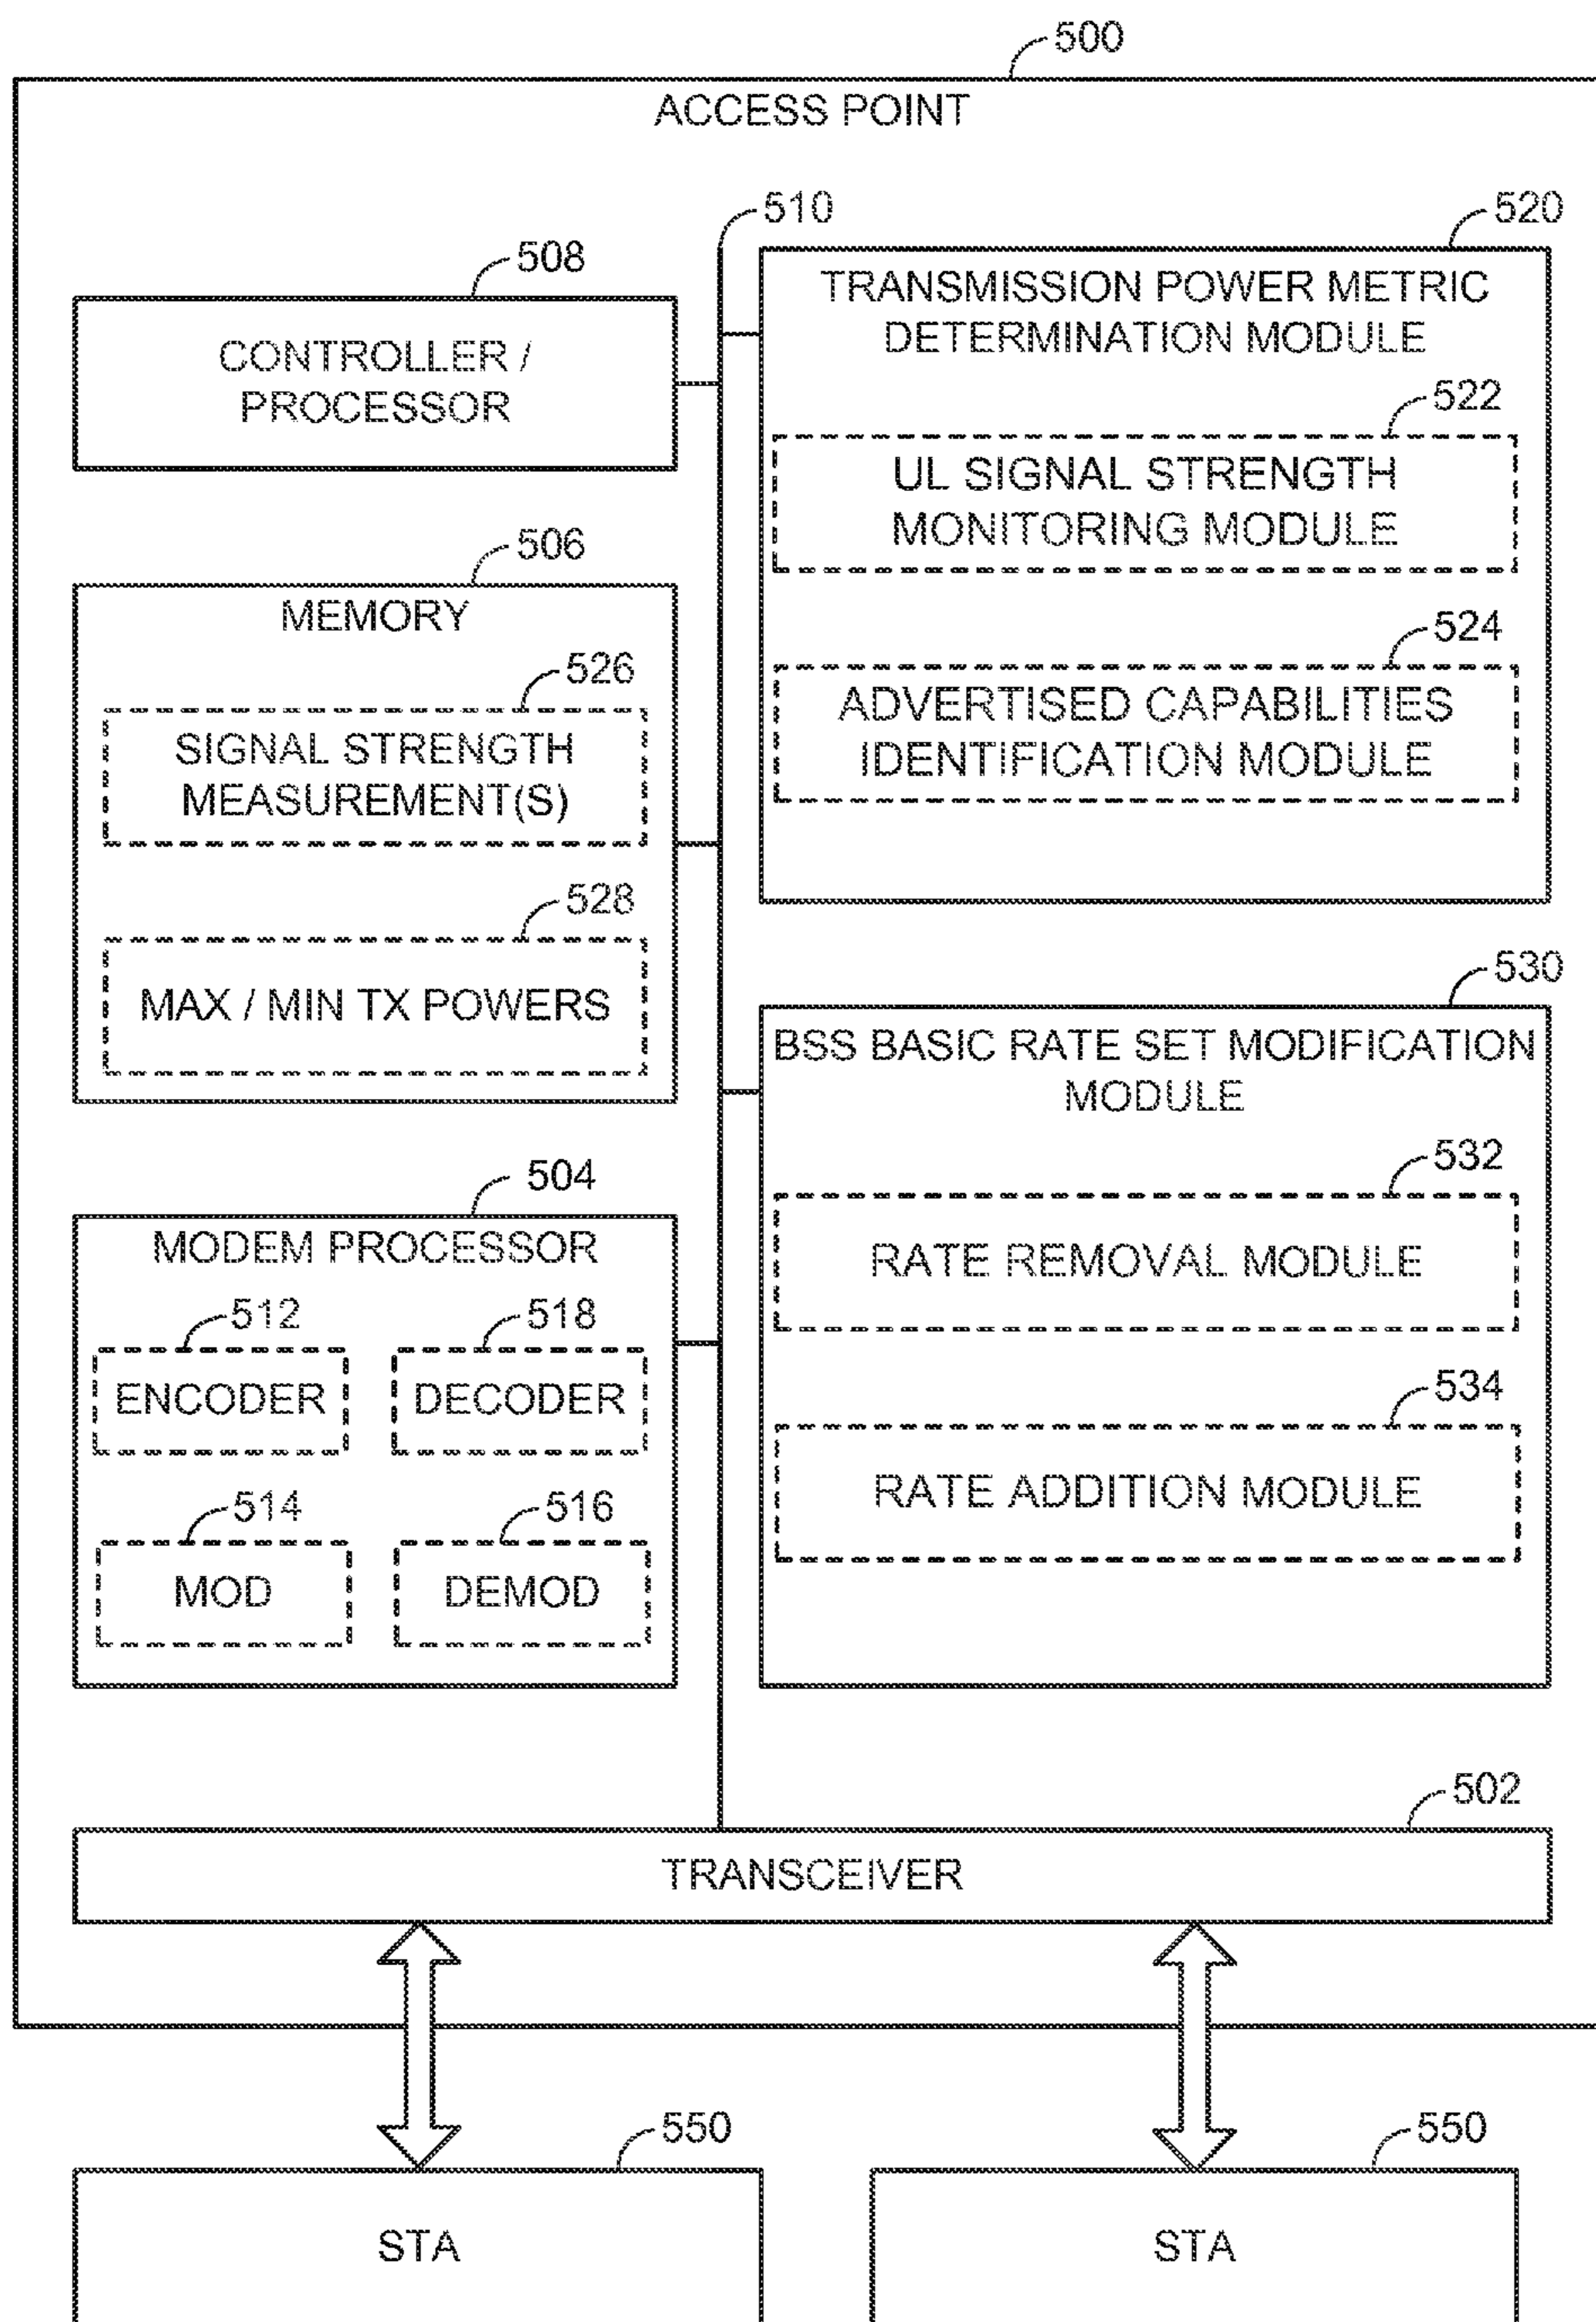 500
ACCESS POINT
510
520
508
TRANSMISSION POWER METRIC
DETERMINATION MODULE
CONTROLLER /
PROCESSOR
522
UL SIGNAL STRENGTH
MONITORING MODULE
506
MEMORY
524
526
ADVERTISED CAPABILITIES
IDENTIFICATION MODULE
SIGNAL STRENGTH
MEASUREMENT(S)
528
530
MAX / MIN TX POWERS
BSS BASIC RATE SET MODIFICATION
MODULE
532
504
MODEM PROCESSOR
RATE REMOVAL MODULE
512
518
ENCODER
DECODER
534
RATE ADDITION MODULE
514
516
MOD
DEMOD
502
TRANSCEIVER
550
550
STA
STA